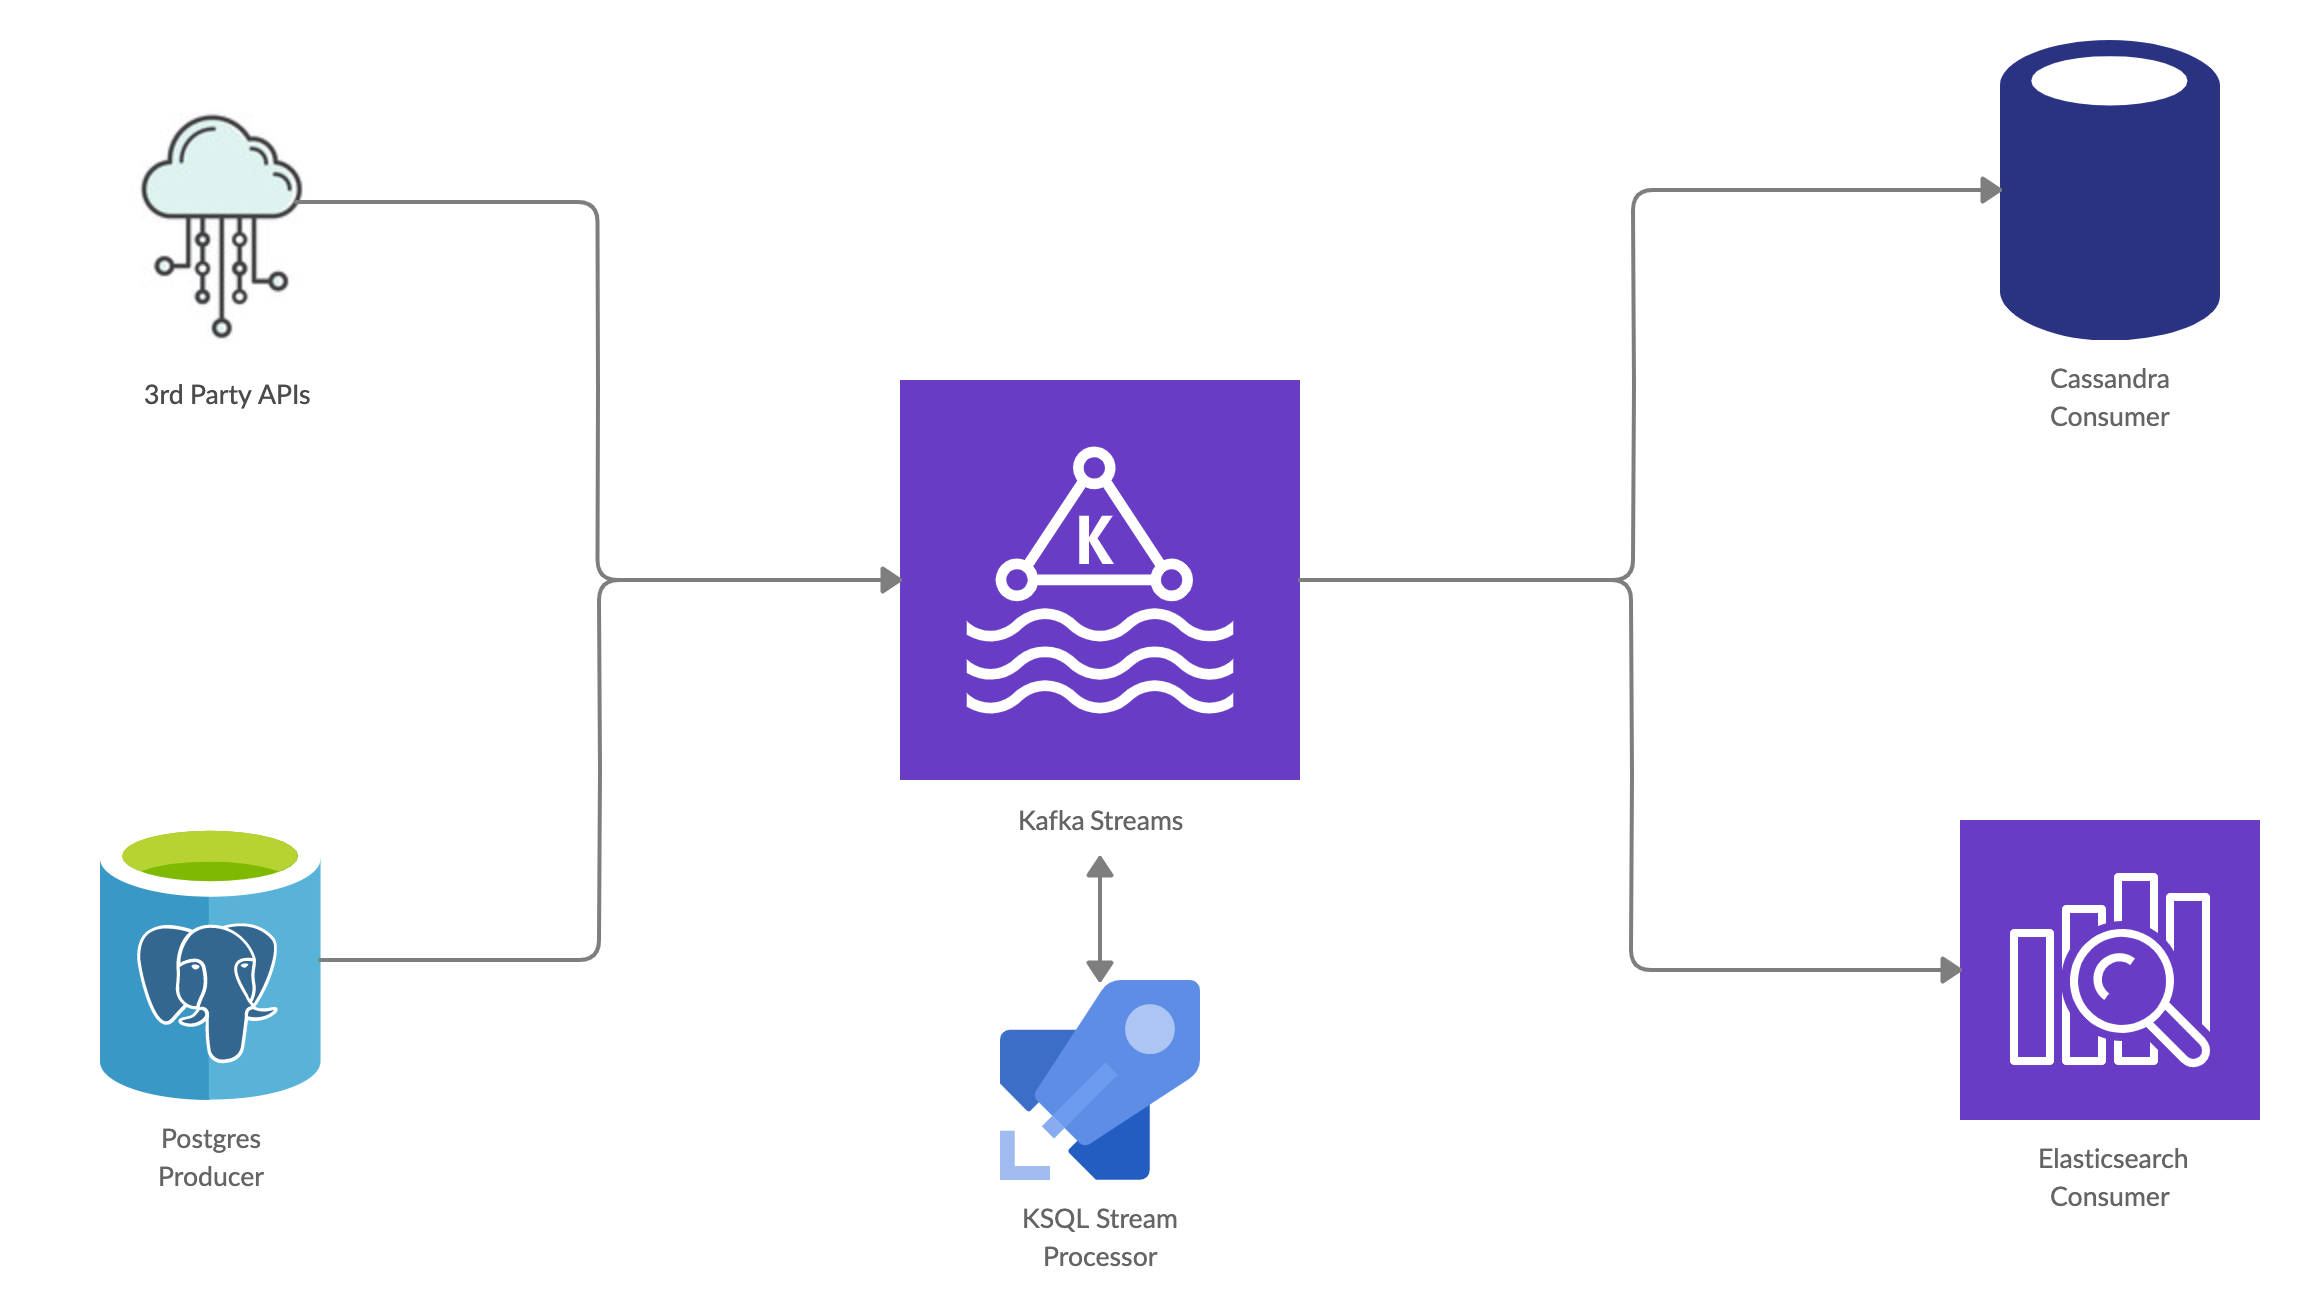 3rd Party APIs
Cassandra
Consumer
K
Kafka Streams
Postgres
Producer
KSQL Stream
Processor
Elasticsearch
Consumer